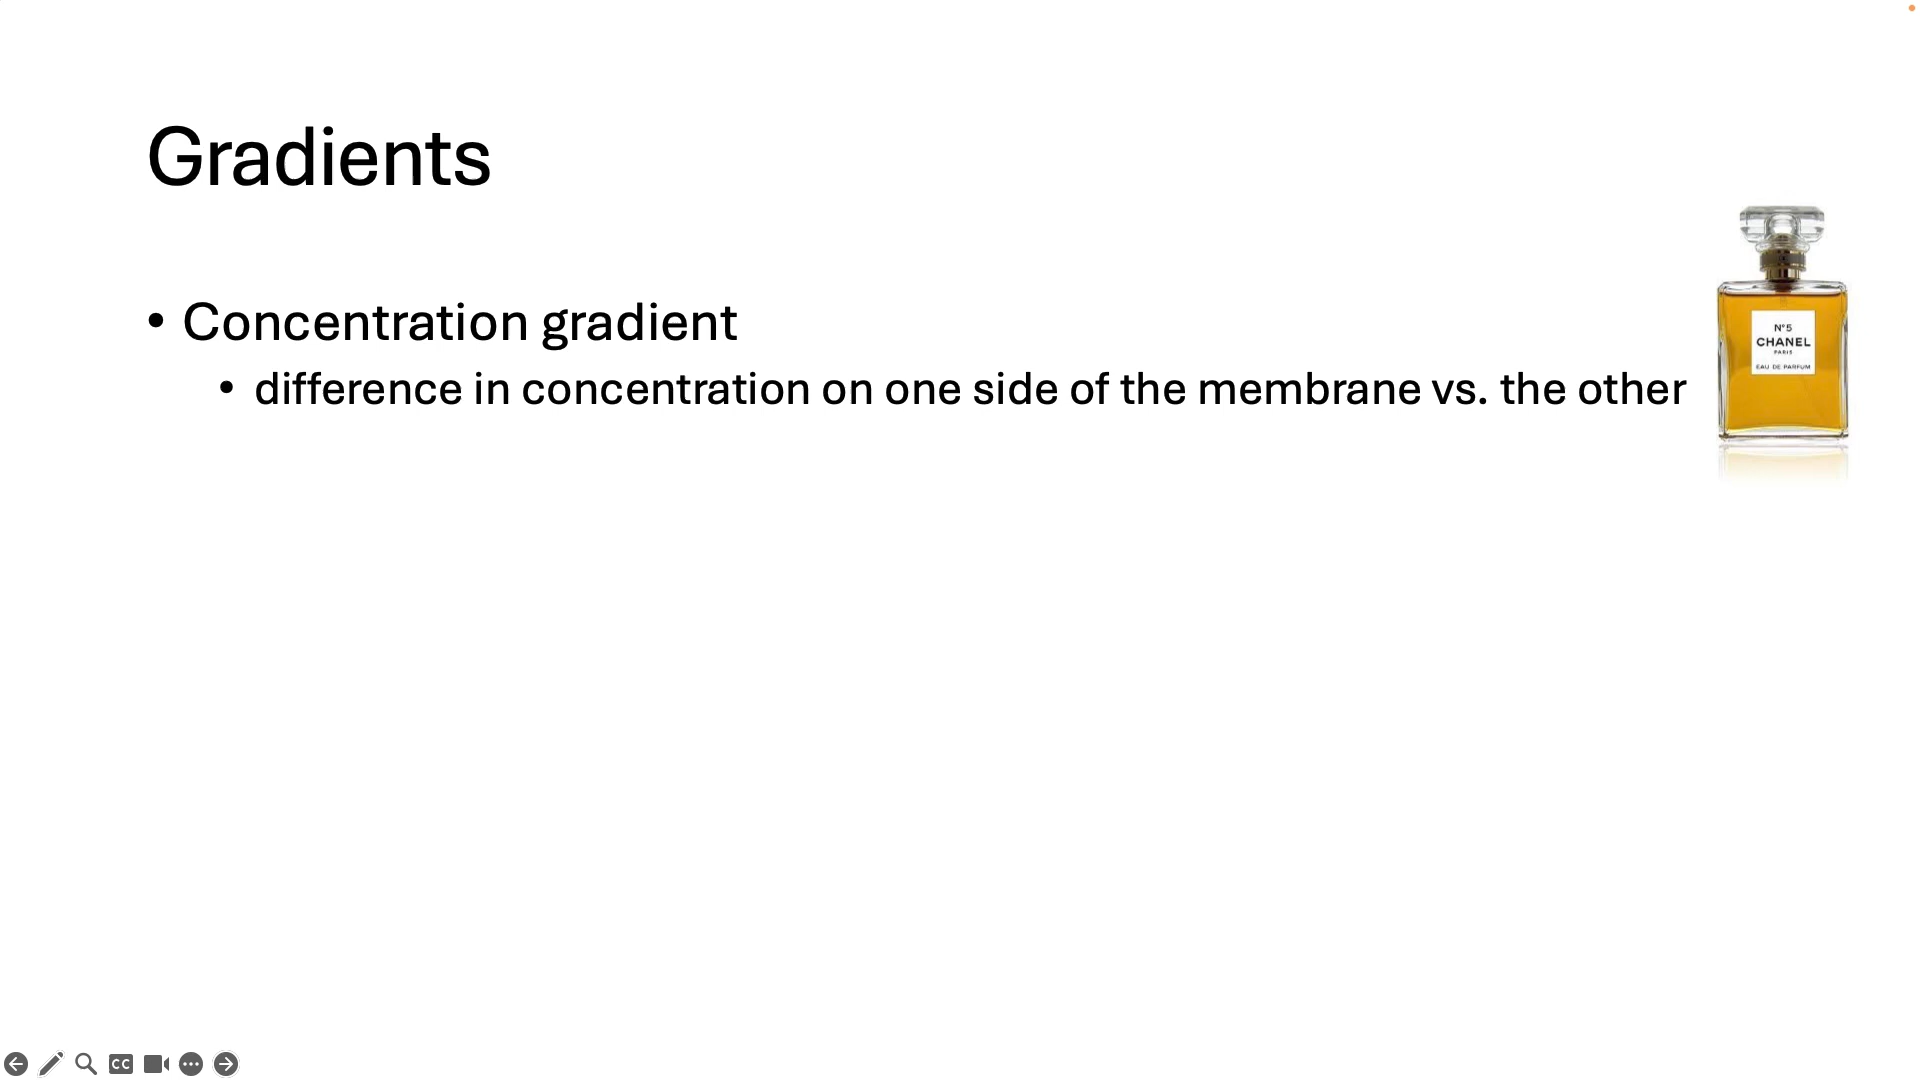 Gradients
• Concentration gradient
• difference in concentration on one side of the membrane vs. the other
N°5
CHANEL
PARIS
EAU DE PARFUM
CC